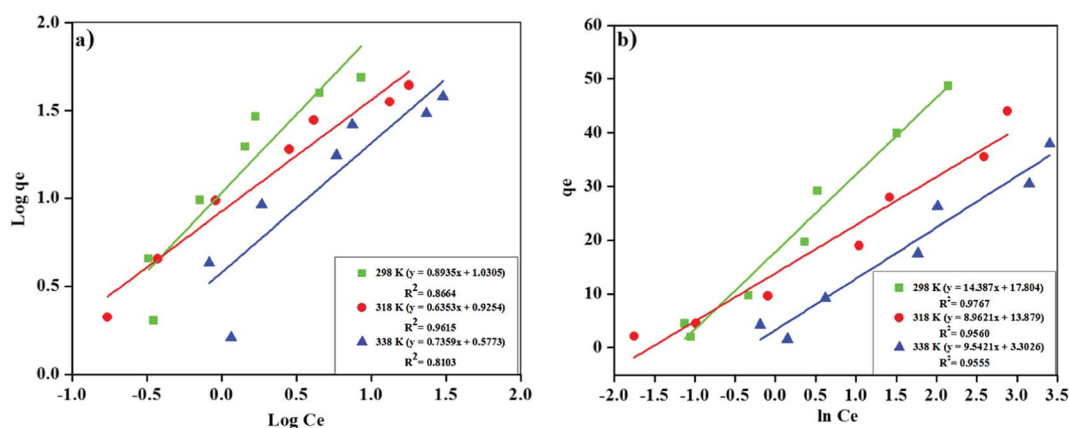 a)
2.0
1.5
1.0
0.5
0.0
Log qe
298 K (y = 0.8935x + 1.0305)
R2= 0.8664
318 K (y = 0.6353x + 0.9254)
R2= 0.9615
338 K (y = 0.7359x + 0.5773)
R2= 0.8103
-1.0 -0.5 0.0 0.5 1.0 1.5 2.0
Log Ce
b)
60
50
40
30
20
10
0
qe
298 K (y = 14.387x + 17.804)
R2= 0.9767
318 K (y = 8.9621x + 13.879)
R2= 0.9560
338 K (y = 9.5421x + 3.3026)
R2= 0.9555
-2.0 -1.5 -1.0 -0.5 0.0 0.5 1.0 1.5 2.0 2.5 3.0 3.5
ln Ce